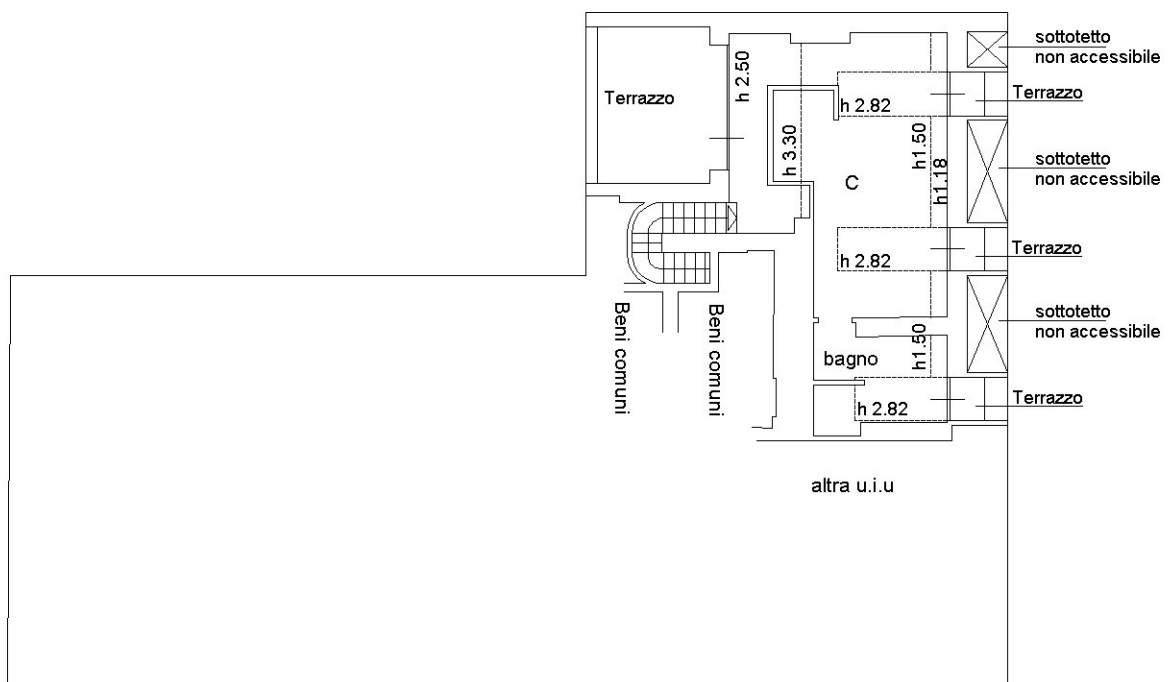 sottotetto
non accessibile
Terrazzo
h 2.50
Terrazzo
h 2.82
h 3.30
h1.50
h1.18
sottotetto
non accessibile
C
Terrazzo
h 2.82
Beni comuni
Beni comuni
sottotetto
non accessibile
h1.50
bagno
Terrazzo
h 2.82
altra u.i.u